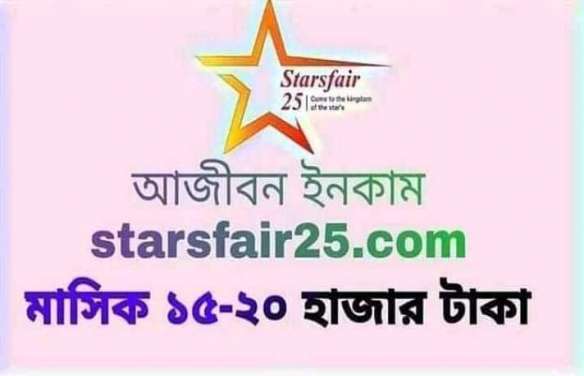 Starsfair
25 | Come to the kingdom
of the star's
আজীবন ইনকাম
starsfair25.com
মাসিক ১৫-২০ হাজার টাকা